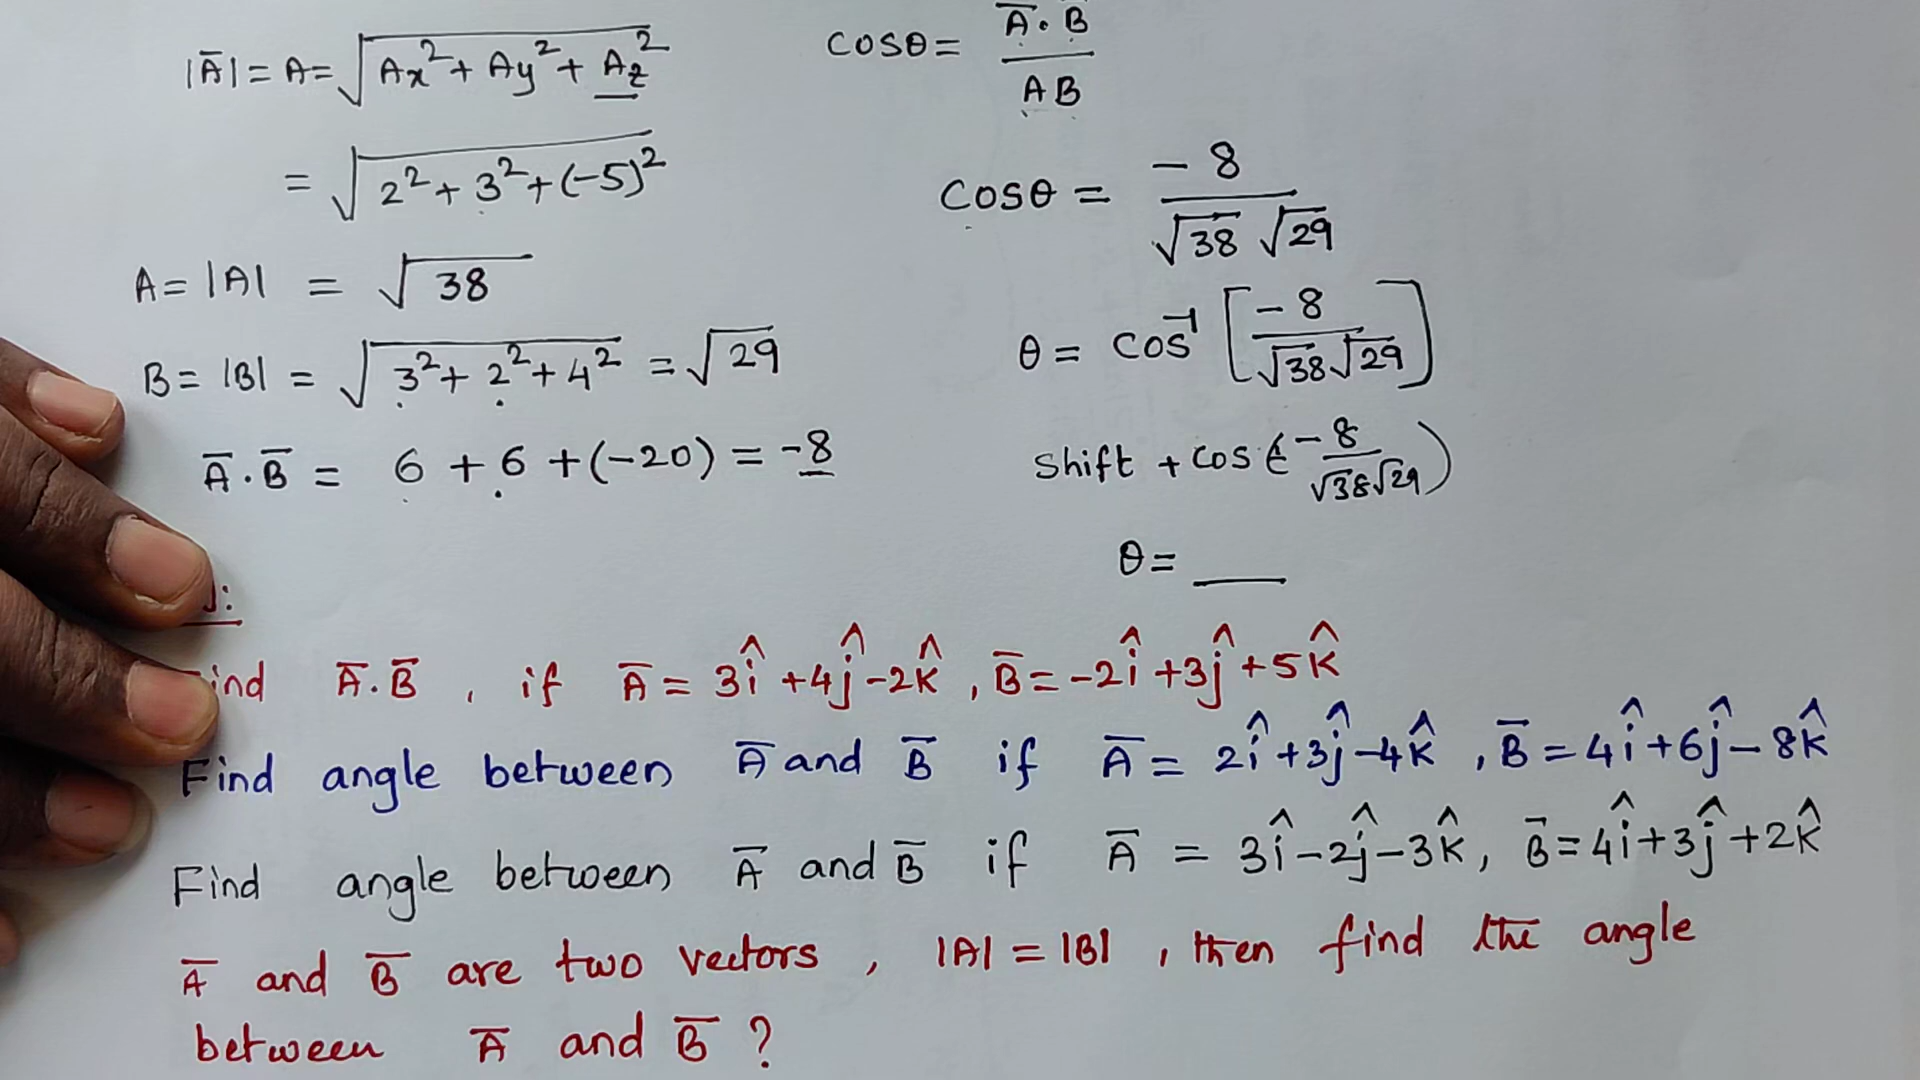 |A̅| = A = √(Ax² + Ay² + Az²)
= √(2² + 3² + (-5)²)
A = |A| = √38
B = |B| = √(3² + 2² + 4²) = √29
A̅ . B̅ = 6 + 6 + (-20) = -8
cosθ = A̅ . B̅ / AB
cosθ = -8 / √38 √29
θ = cos⁻¹ [-8 / √38 √29]
shift + cos (-8 / √38 √29)
θ = ___
A̅.B̅ , if A̅ = 3î + 4ĵ - 2k̂ , B̅ = -2î + 3ĵ + 5k̂
Find angle between A̅ and B̅ if A̅ = 2î + 3ĵ - 4k̂ , B̅ = 4î + 6ĵ - 8k̂
Find angle between A̅ and B̅ if A̅ = 3î - 2ĵ - 3k̂, B̅ = 4î + 3ĵ + 2k̂
A̅ and B̅ are two vectors , |A| = |B| , then find the angle
between A̅ and B̅ ?